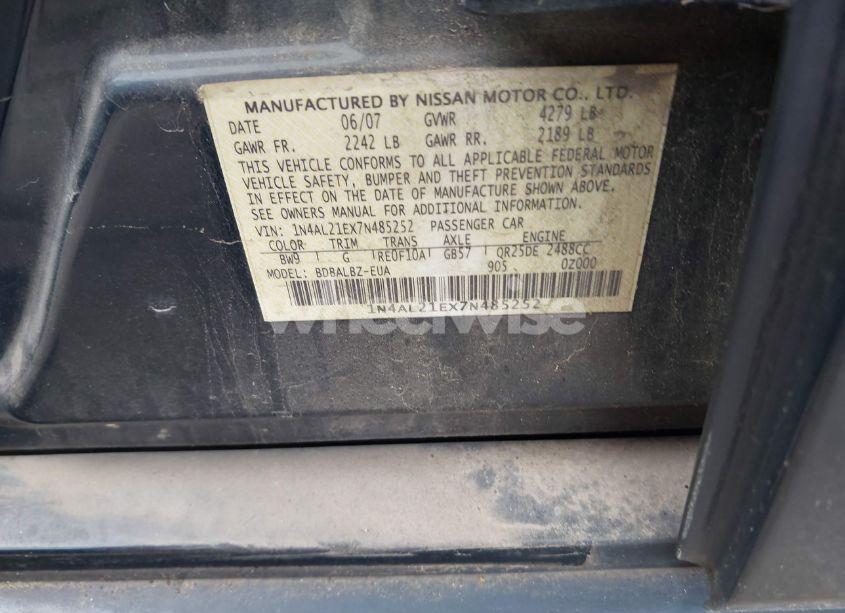 MANUFACTURED BY NISSAN MOTOR CO., LTD.
DATE 06/07 GVWR 4279 LB
GAWR FR. 2242 LB GAWR RR. 2189 LB
THIS VEHICLE CONFORMS TO ALL APPLICABLE FEDERAL MOTOR
VEHICLE SAFETY, BUMPER AND THEFT PREVENTION STANDARDS
IN EFFECT ON THE DATE OF MANUFACTURE SHOWN ABOVE.
SEE OWNERS MANUAL FOR ADDITIONAL INFORMATION.
VIN: 1N4AL21EX7N485252 PASSENGER CAR
COLOR TRIM TRANS AXLE ENGINE
BW9 G RE0F10A GB57 QR25DE 2488CC
MODEL: BDBALBZ-EUA 905 0Z000
1N4AL21EX7N485252
wheelwise